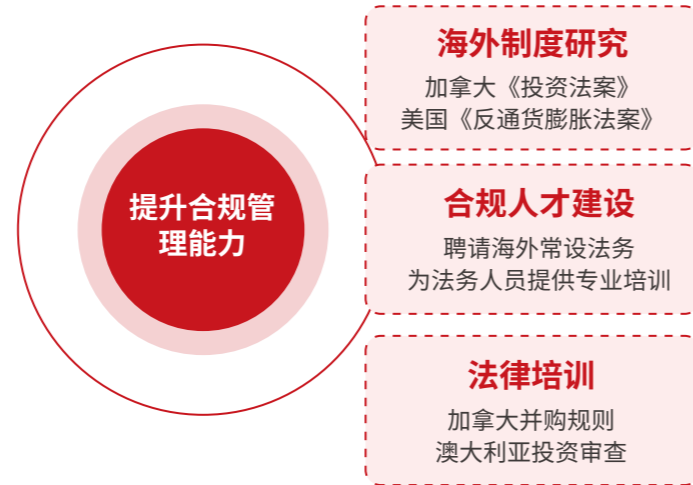 提升合规管
理能力
海外制度研究
加拿大《投资法案》
美国《反通货膨胀法案》
合规人才建设
聘请海外常设法务
为法务人员提供专业培训
法律培训
加拿大并购规则
澳大利亚投资审查